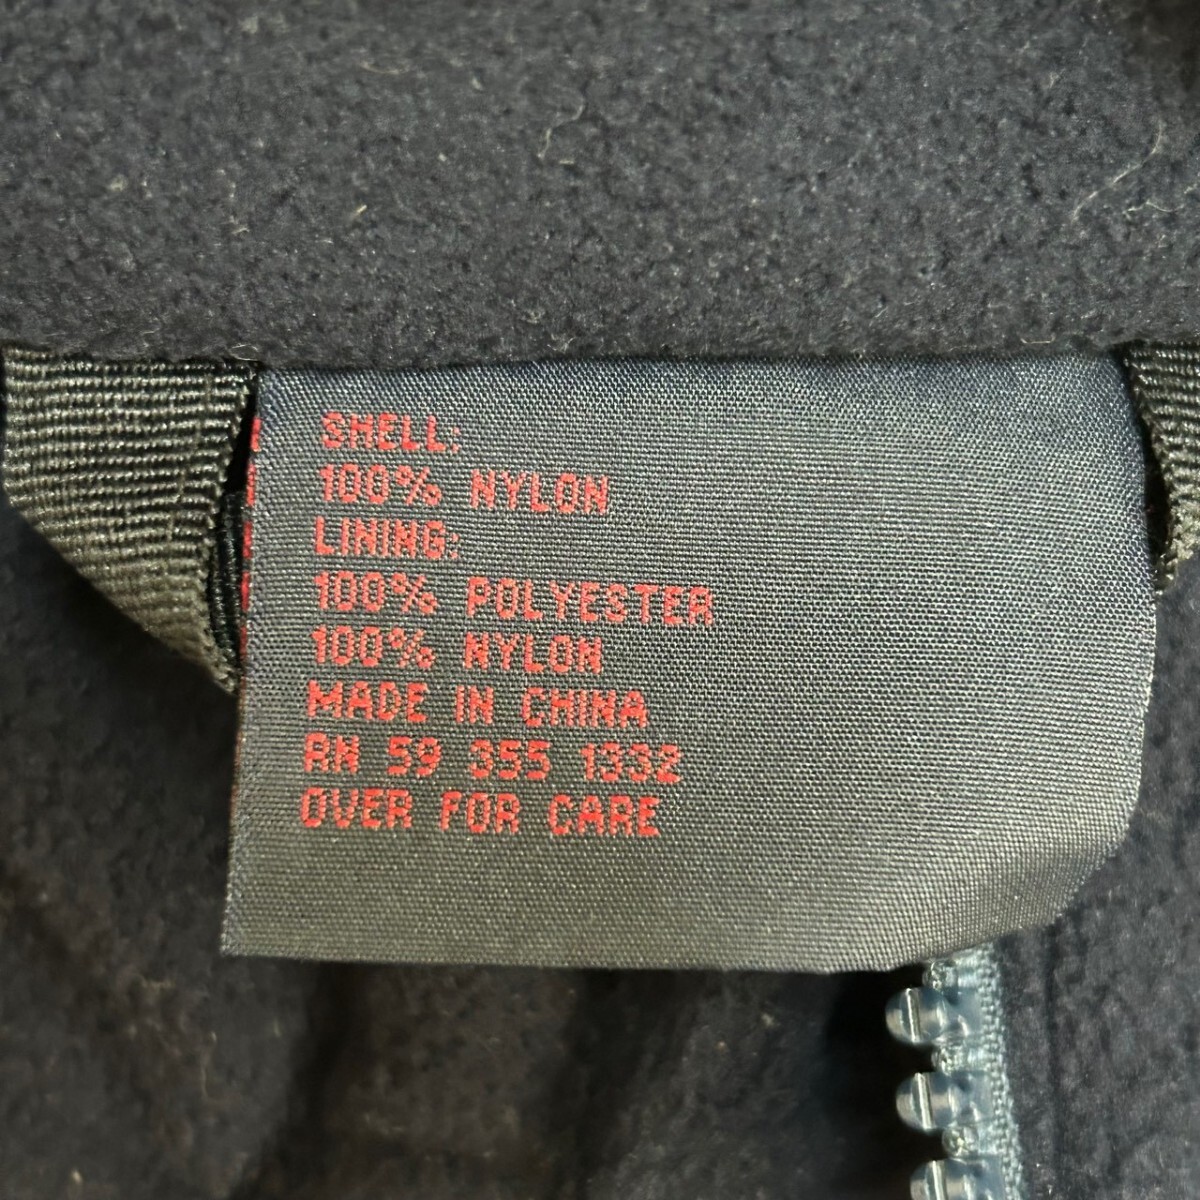 SHELL:
100% NYLON
LINING:
100% POLYESTER
100% NYLON
MADE IN CHINA
RN 59 355 1332
OVER FOR CARE